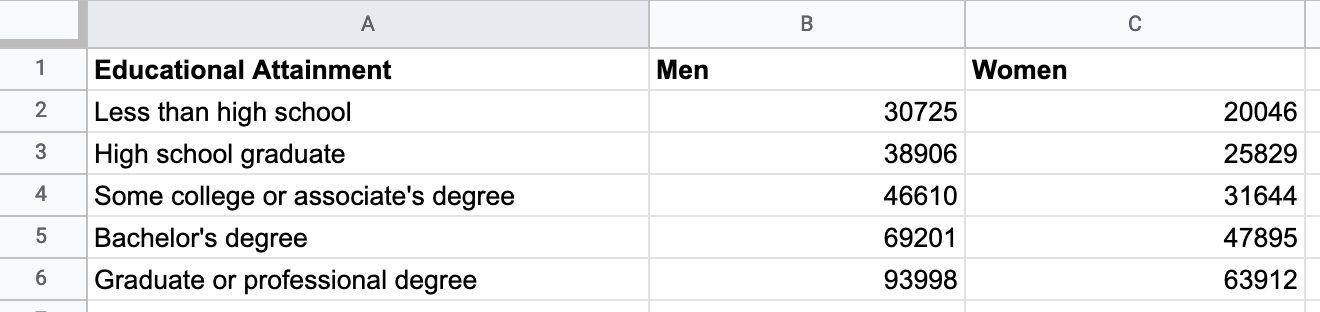 A B C
1 Educational Attainment Men Women
2 Less than high school 30725 20046
3 High school graduate 38906 25829
4 Some college or associate's degree 46610 31644
5 Bachelor's degree 69201 47895
6 Graduate or professional degree 93998 63912